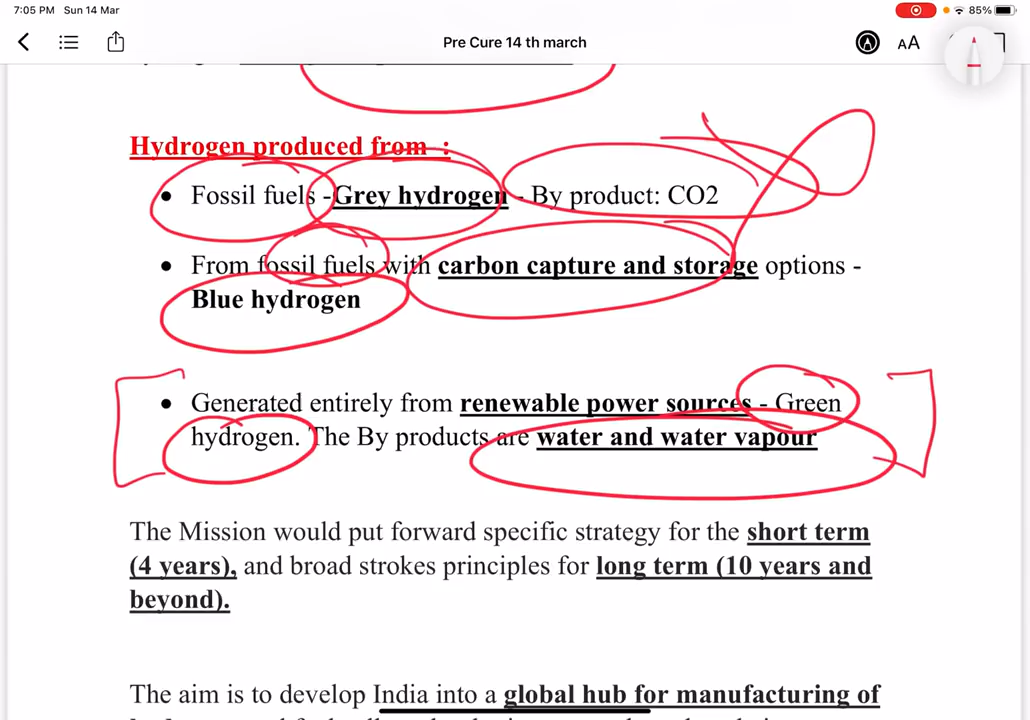 7:05 PM Sun 14 Mar 85%
Pre Cure 14 th march
AA
Hydrogen produced from :
• Fossil fuels - Grey hydrogen - By product: CO2
• From fossil fuels with carbon capture and storage options -
Blue hydrogen
• Generated entirely from renewable power sources - Green
hydrogen. The By products are water and water vapour
The Mission would put forward specific strategy for the short term
(4 years), and broad strokes principles for long term (10 years and
beyond).
The aim is to develop India into a global hub for manufacturing of